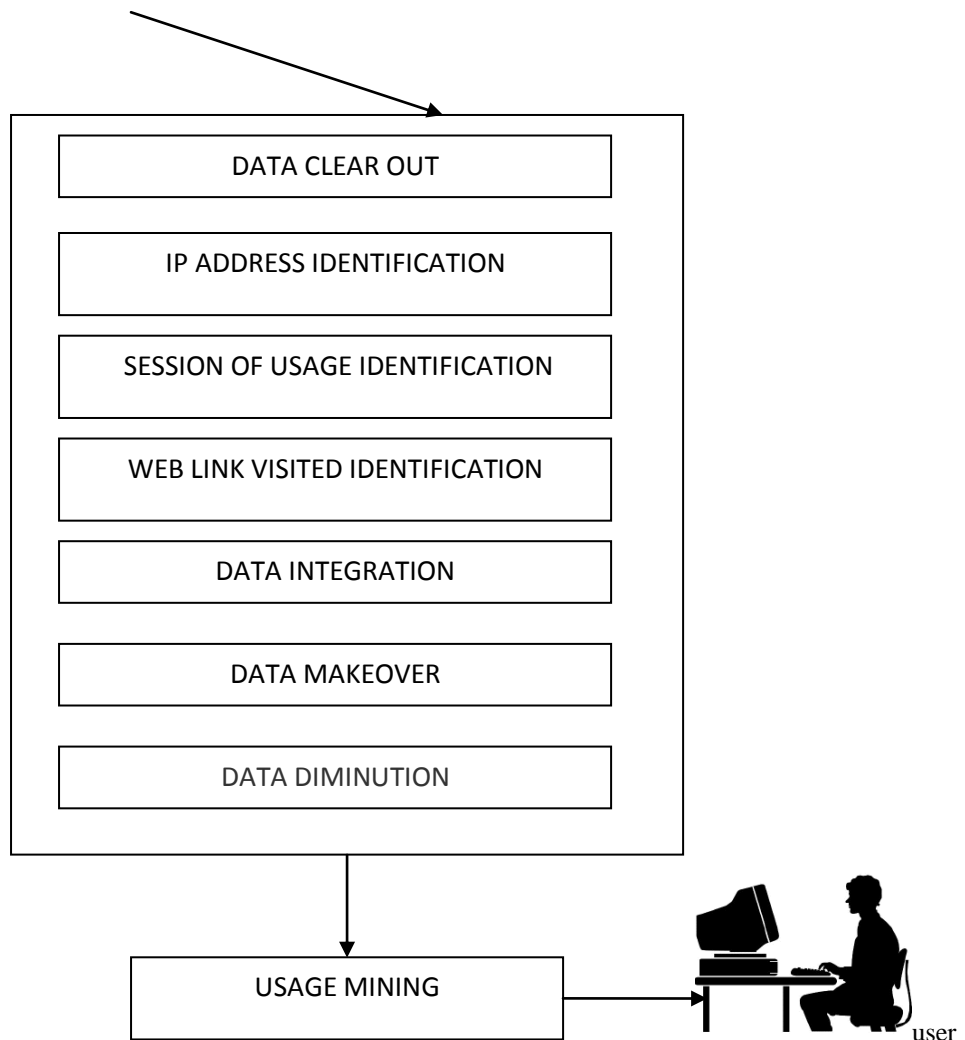 DATA CLEAR OUT
IP ADDRESS IDENTIFICATION
SESSION OF USAGE IDENTIFICATION
WEB LINK VISITED IDENTIFICATION
DATA INTEGRATION
DATA MAKEOVER
DATA DIMINUTION
USAGE MINING
user